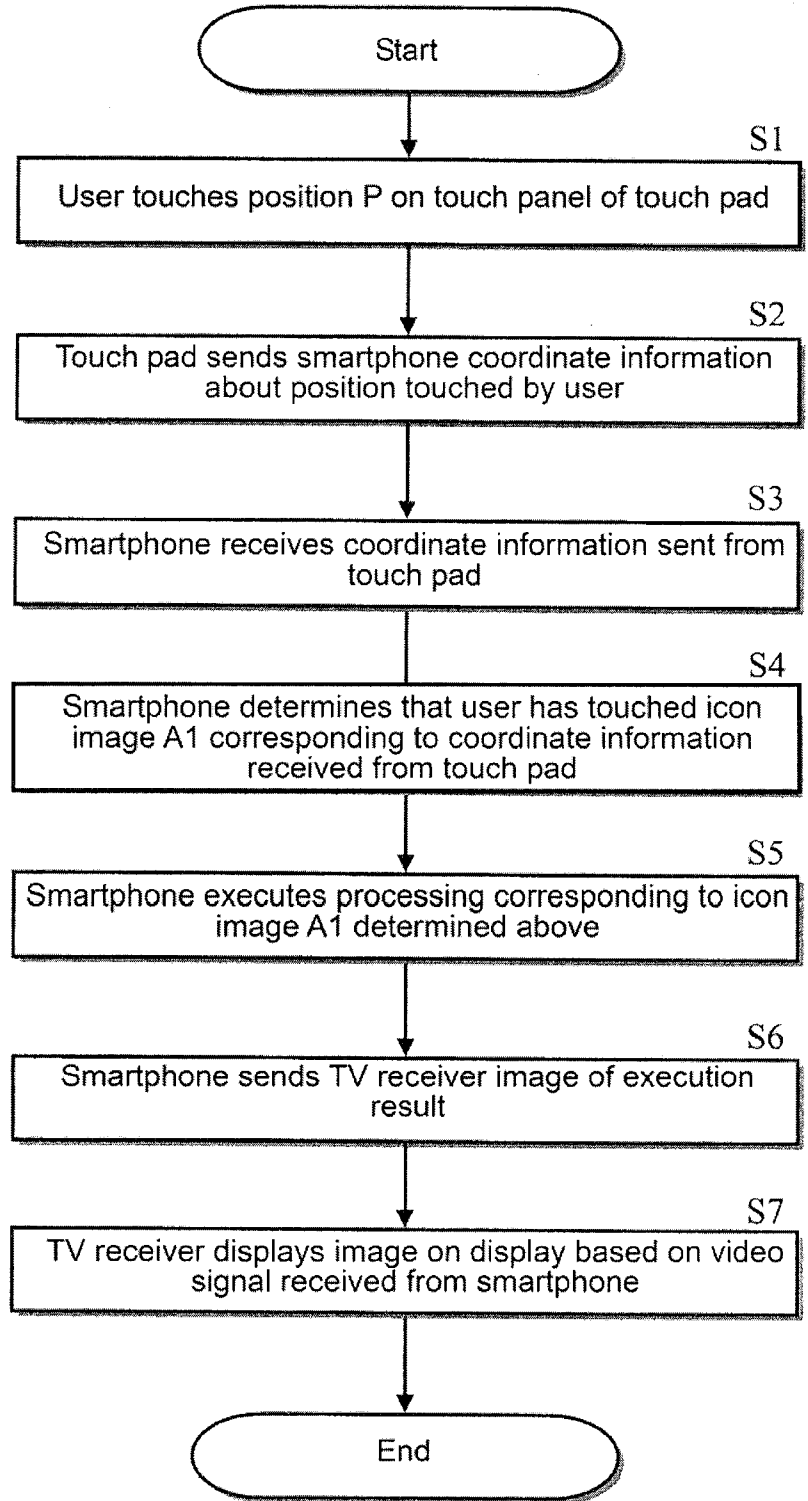 Start
S1
User touches position P on touch panel of touch pad
S2
Touch pad sends smartphone coordinate information
about position touched by user
S3
Smartphone receives coordinate information sent from
touch pad
S4
Smartphone determines that user has touched icon
image A1 corresponding to coordinate information
received from touch pad
S5
Smartphone executes processing corresponding to icon
image A1 determined above
S6
Smartphone sends TV receiver image of execution
result
S7
TV receiver displays image on display based on video
signal received from smartphone
End